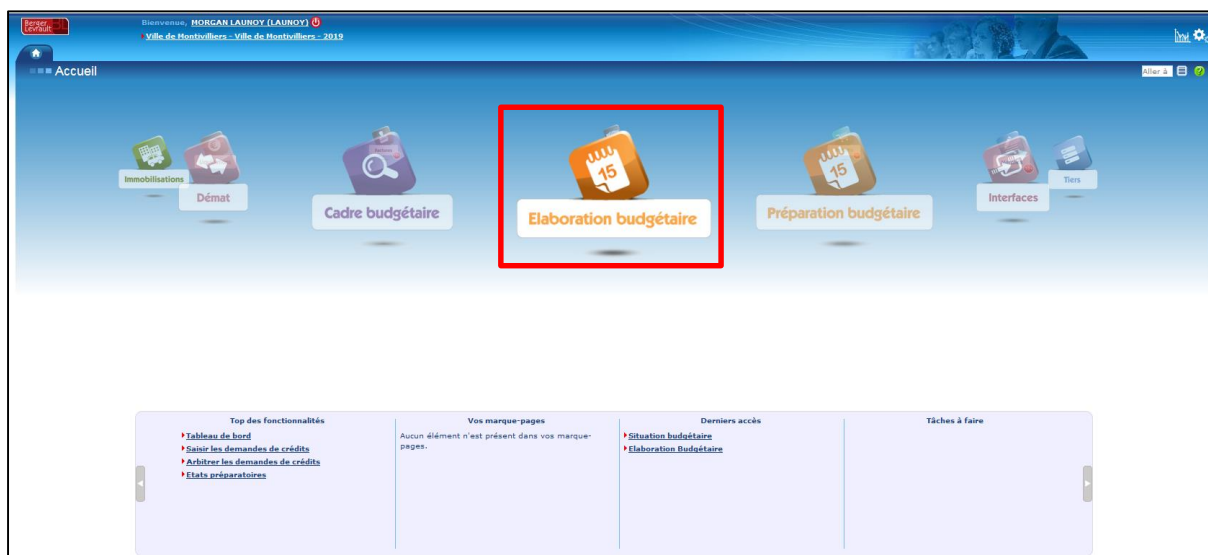 Berger
Levrault
Bienvenue, MORGAN LAUNOY (LAUNOY)
Ville de Montivilliers - Ville de Montivilliers - 2019
Accueil
Aller à
Immobilisations
Démat
Cadre budgétaire
15
Elaboration budgétaire
15
Préparation budgétaire
Interfaces
Tiers
Top des fonctionnalités
Tableau de bord
Saisir les demandes de crédits
Arbitrer les demandes de crédits
Etats préparatoires
Vos marque-pages
Aucun élément n'est présent dans vos marque-
pages.
Derniers accès
Situation budgétaire
Elaboration Budgétaire
Tâches à faire